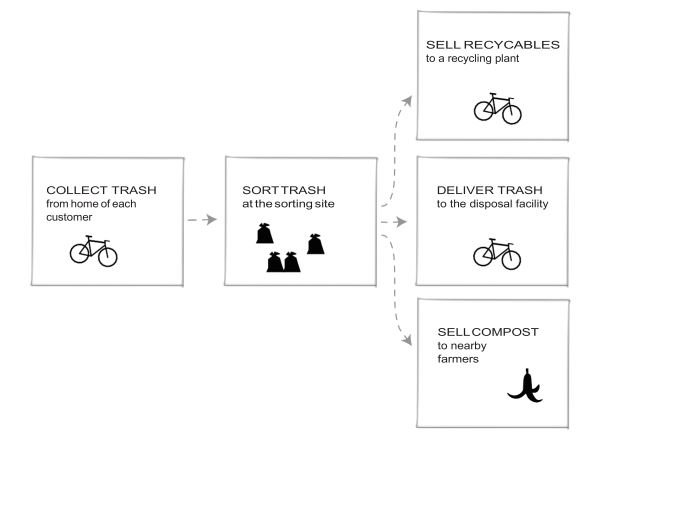 COLLECT TRASH
from home of each
customer
SORT TRASH
at the sorting site
SELL RECYCABLES
to a recycling plant
DELIVER TRASH
to the disposal facility
SELL COMPOST
to nearby
farmers